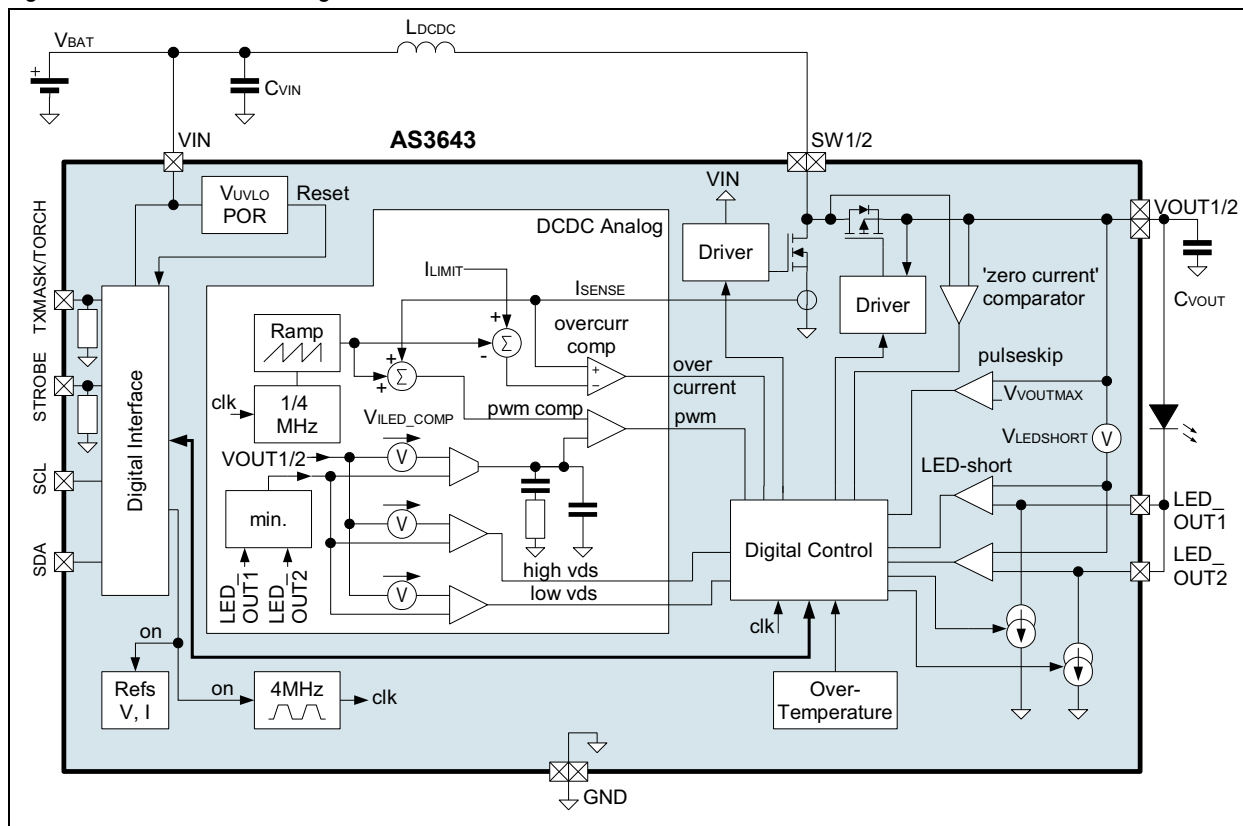 VBAT
LDCDC
+
CVIN
VIN
AS3643
SW1/2
VUVLO
POR
Reset
VIN
VOUT1/2
DCDC Analog
Driver
CVOUT
TXMASK/TORCH
ILIMIT
ISENSE
'zero current'
comparator
Driver
Ramp
+
-
Σ
overcurr
comp
+
+
Σ
+
−
over
current
pulseskip
STROBE
clk
1/4
MHz
VVOUTMAX
Digital Interface
VILED_COMP
pwm comp
pwm
VLEDSHORT
V
VOUT1/2
V
LED-short
SCL
LED_
OUT1
min.
V
Digital Control
SDA
high vds
LED_
OUT2
LED_
OUT1
LED_
OUT2
V
low vds
clk
on
Refs
V, I
on
4MHz
clk
Over-
Temperature
GND